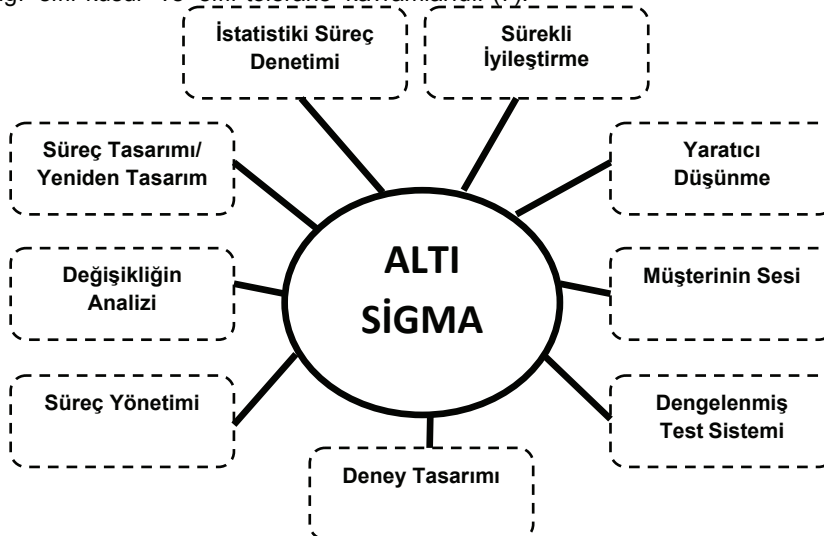 İstatistiki Süreç
Denetimi
Sürekli
İyileştirme
Süreç Tasarımı/
Yeniden Tasarım
Yaratıcı
Düşünme
ALTI
SİGMA
Değişikliğin
Analizi
Müşterinin Sesi
Süreç Yönetimi
Dengelenmiş
Test Sistemi
Deney Tasarımı